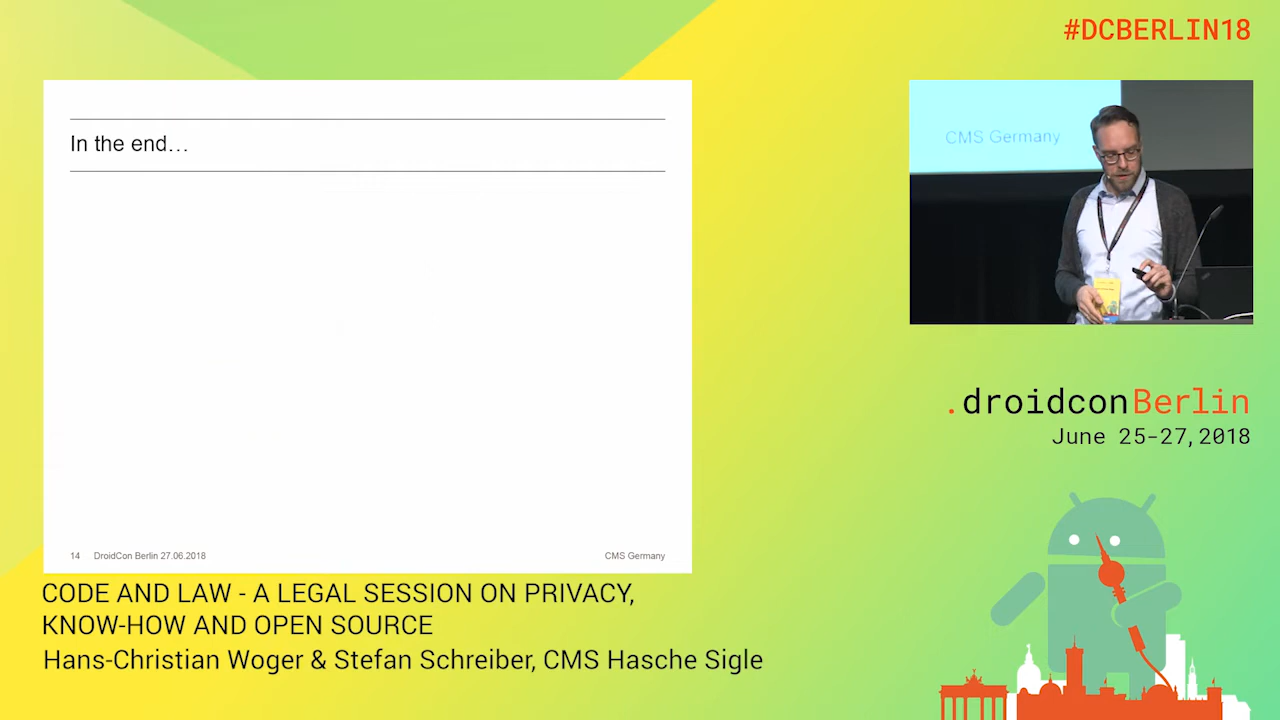 #DCBERLIN18
In the end…
CMS Germany
14 DroidCon Berlin 27.06.2018 CMS Germany
.droidconBerlin
June 25-27, 2018
CODE AND LAW - A LEGAL SESSION ON PRIVACY,
KNOW-HOW AND OPEN SOURCE
Hans-Christian Woger & Stefan Schreiber, CMS Hasche Sigle